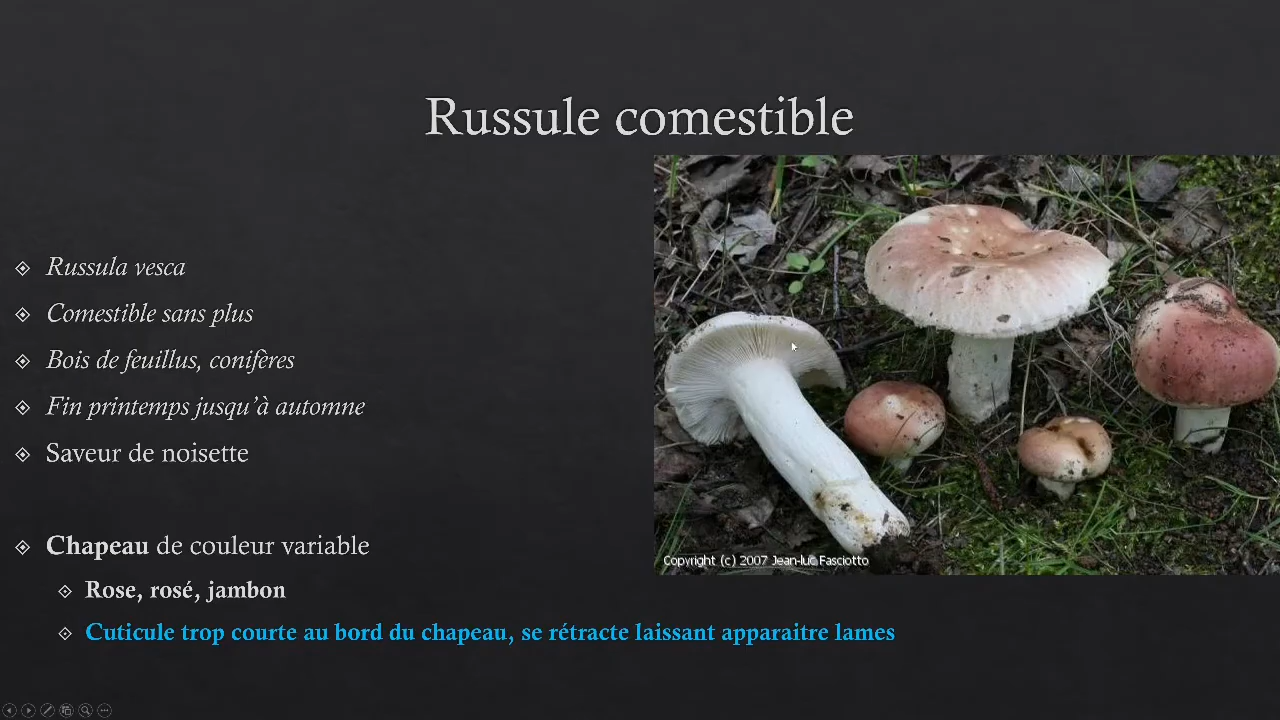 Russule comestible
Russula vesca
Comestible sans plus
Bois de feuillus, conifères
Fin printemps jusqu'à automne
Saveur de noisette
Chapeau de couleur variable
Rose, rosé, jambon
Cuticule trop courte au bord du chapeau, se rétracte laissant apparaitre lames
Copyright (c) 2007 Jean-luc Fasciotto